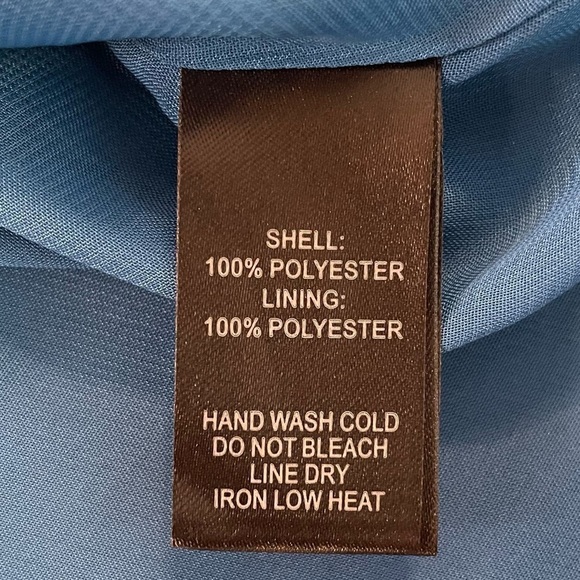 SHELL:
100% POLYESTER
LINING:
100% POLYESTER
HAND WASH COLD
DO NOT BLEACH
LINE DRY
IRON LOW HEAT